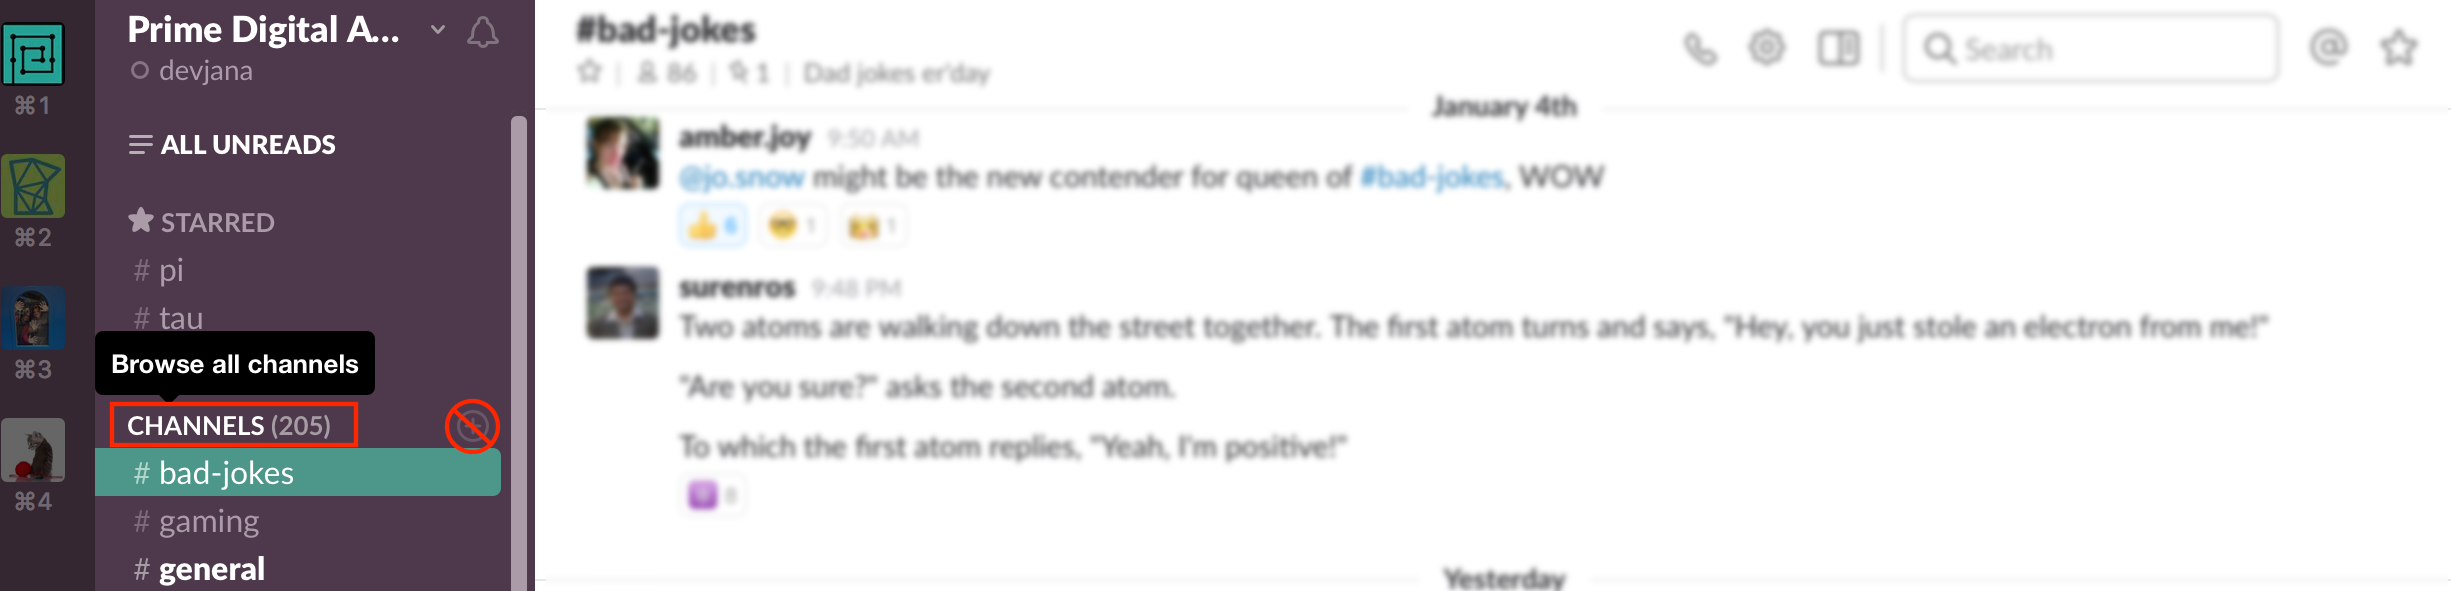 ⌘1
⌘2
⌘3
⌘4
Prime Digital A...
devjana
ALL UNREADS
STARRED
# pi
# tau
Browse all channels
CHANNELS (205)
# bad-jokes
# gaming
# general
#bad-jokes
86 | 1 | Dad jokes er'day
Search
January 4th
amber.joy 9:50 AM
@jo.snow might be the new contender for queen of #bad-jokes, WOW
6 1 1
surenros 9:48 PM
Two atoms are walking down the street together. The first atom turns and says, "Hey, you just stole an electron from me!"
"Are you sure?" asks the second atom.
To which the first atom replies, "Yeah, I'm positive!"
8
Yesterday